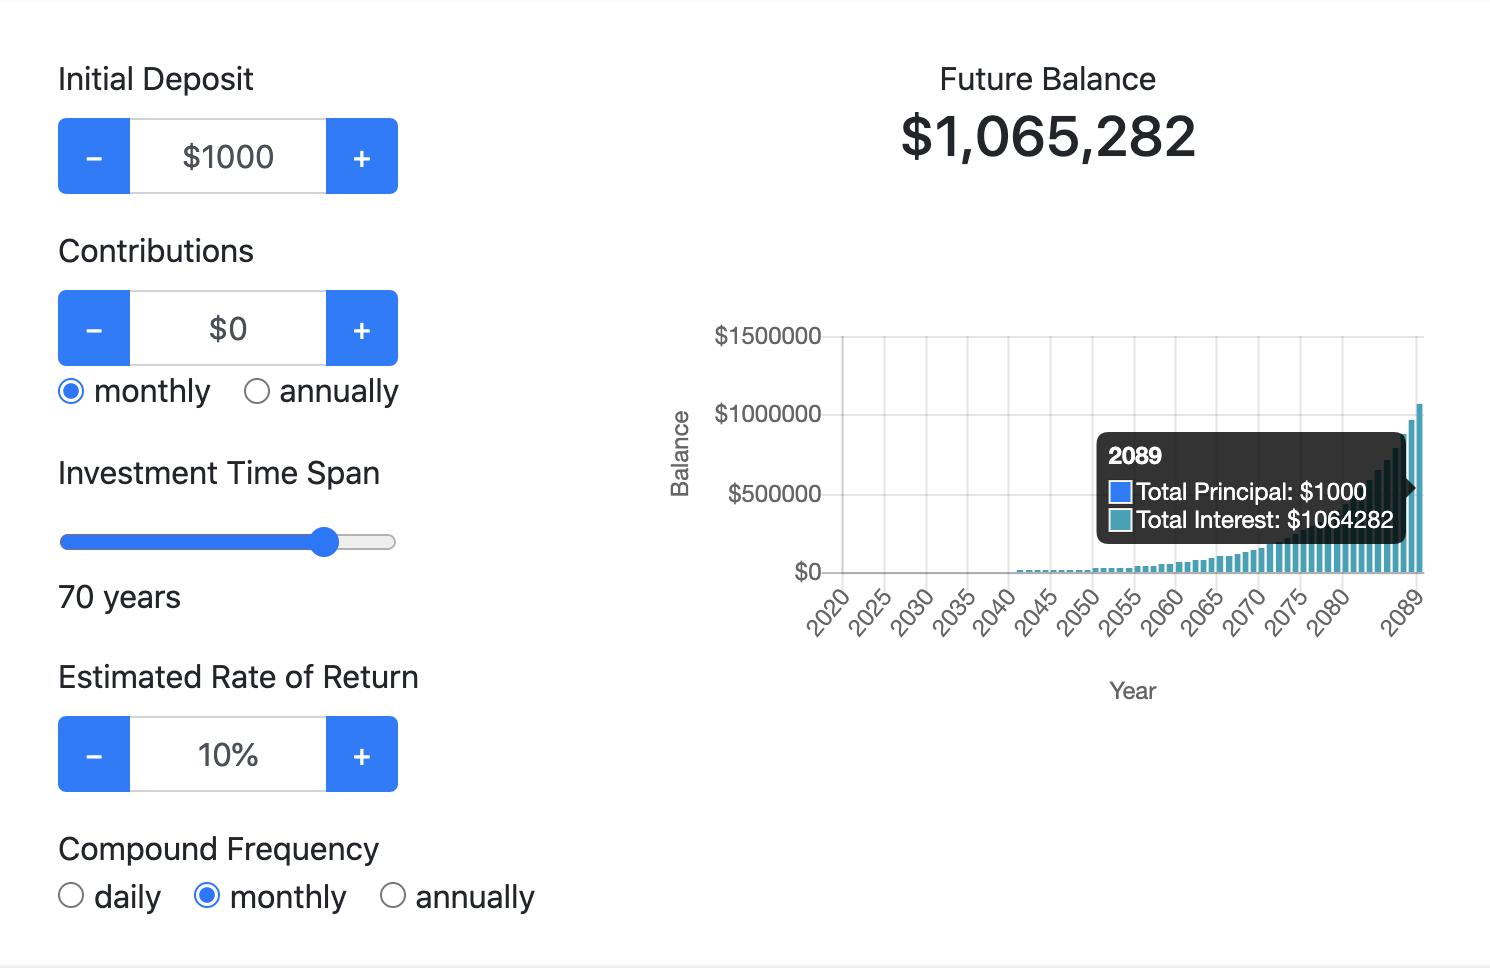 Initial Deposit
– $1000 +
Contributions
– $0 +
monthly annually
Investment Time Span
70 years
Estimated Rate of Return
– 10% +
Compound Frequency
daily monthly annually
Future Balance
$1,065,282
$1500000
$1000000
$500000
$0
Balance
2089
Total Principal: $1000
Total Interest: $1064282
2020 2025 2030 2035 2040 2045 2050 2055 2060 2065 2070 2075 2080 2089
Year